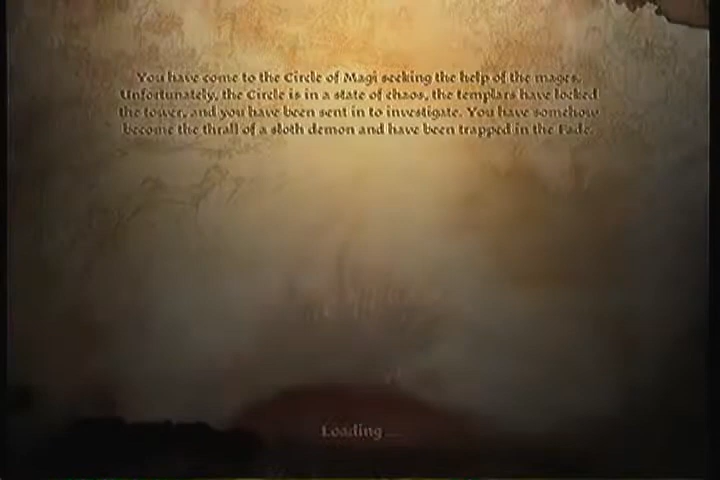 You have come to the Circle of Magi seeking the help of the mages.
Unfortunately, the Circle is in a state of chaos, the templars have locked
the tower, and you have been sent in to investigate. You have somehow
become the thrall of a sloth demon and have been trapped in the Fade.
Loading ...